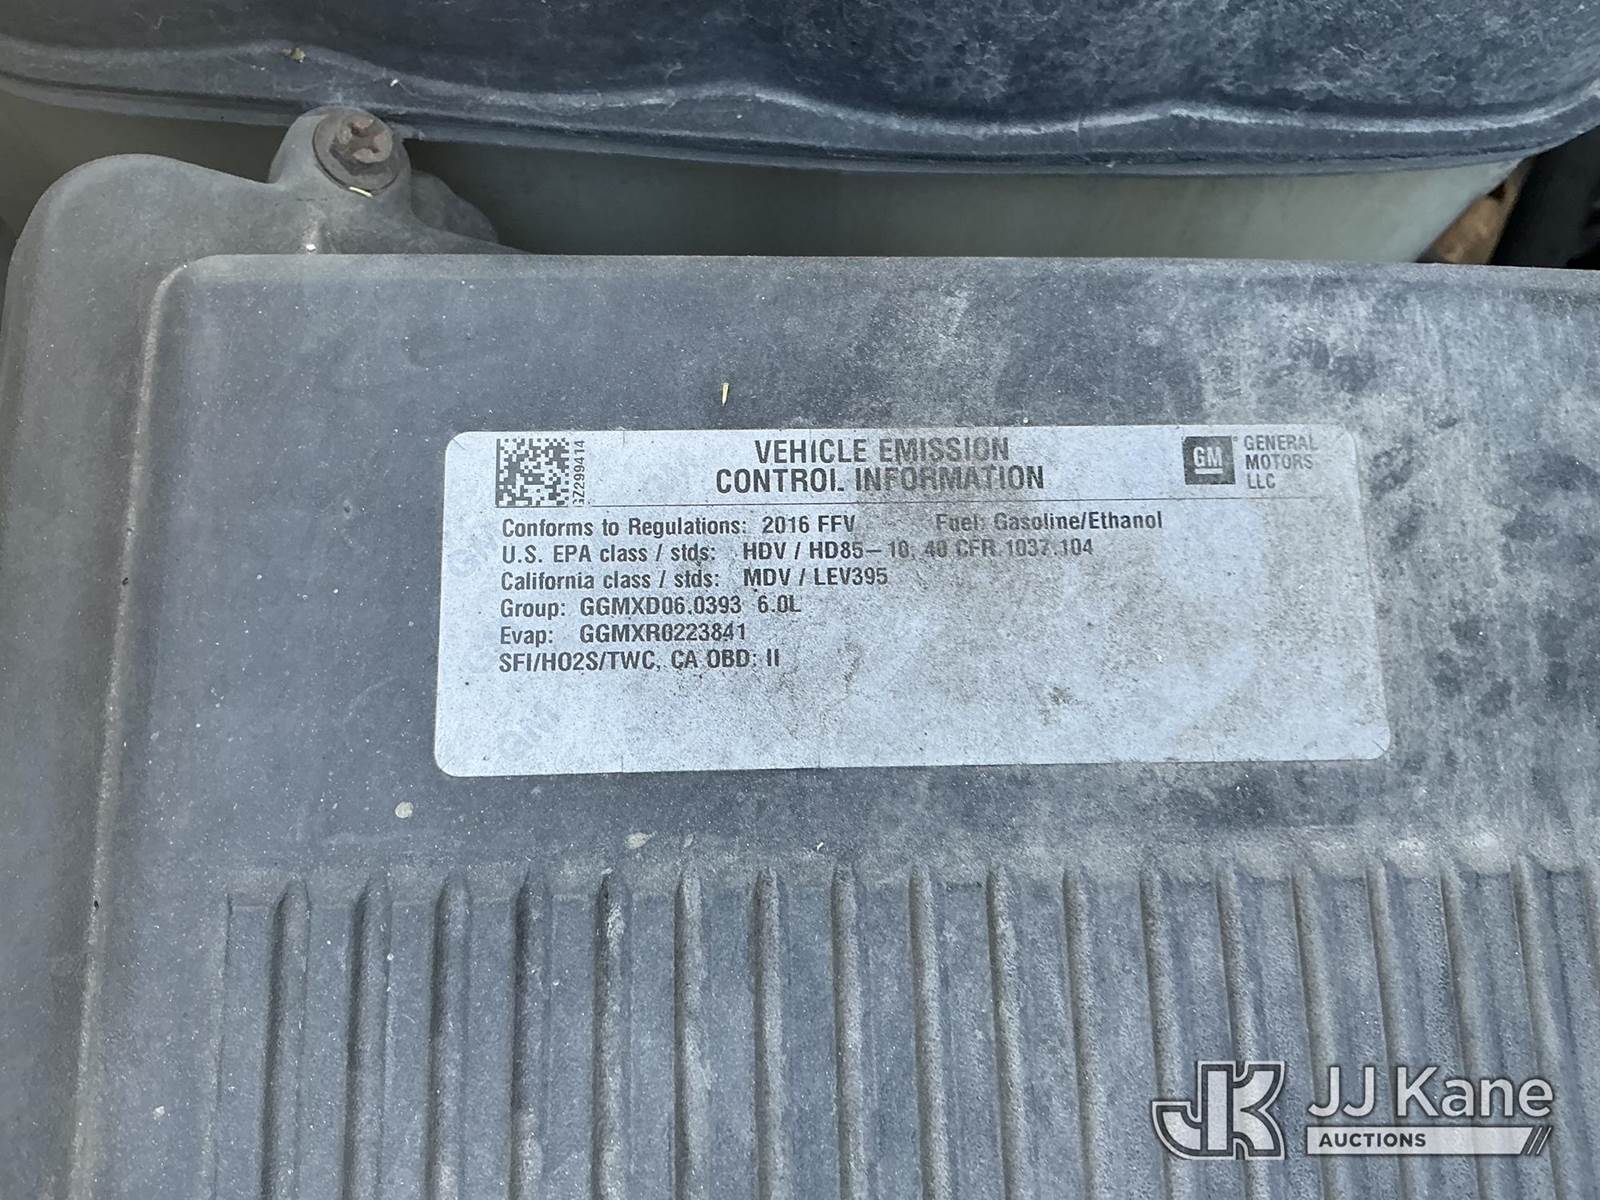 GZ299414
VEHICLE EMISSION
CONTROL INFORMATION
GM
GENERAL
MOTORS
LLC
Conforms to Regulations: 2016 FFV Fuel: Gasoline/Ethanol
U.S. EPA class / stds: HDV / HD85-10, 40 CFR 1037.104
California class / stds: MDV / LEV395
Group: GGMXD06.0393 6.0L
Evap: GGMXR0223841
SFI/HO2S/TWC, CA OBD: II
JK JJ Kane
AUCTIONS